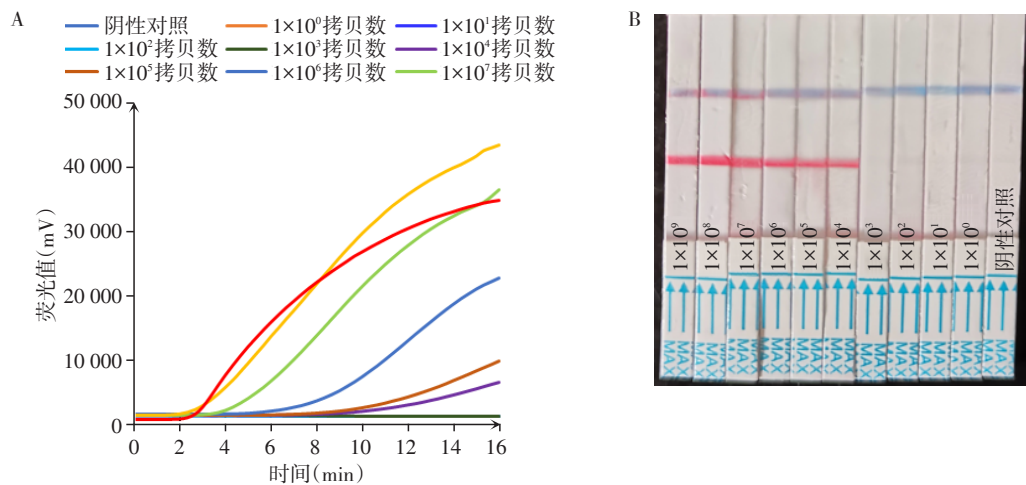 A
阴性对照 1×10⁰拷贝数 1×10¹拷贝数
1×10²拷贝数 1×10³拷贝数 1×10⁴拷贝数
1×10⁵拷贝数 1×10⁶拷贝数 1×10⁷拷贝数
50 000
40 000
30 000
20 000
10 000
0
荧光值(mV)
0 2 4 6 8 10 12 14 16
时间(min)
B
1×10⁹
1×10⁸
1×10⁷
1×10⁶
1×10⁵
1×10⁴
1×10³
1×10²
1×10¹
1×10⁰
阴性对照
MAX
MAX
MAX
MAX
MAX
MAX
MAX
MAX
MAX
MAX
MAX